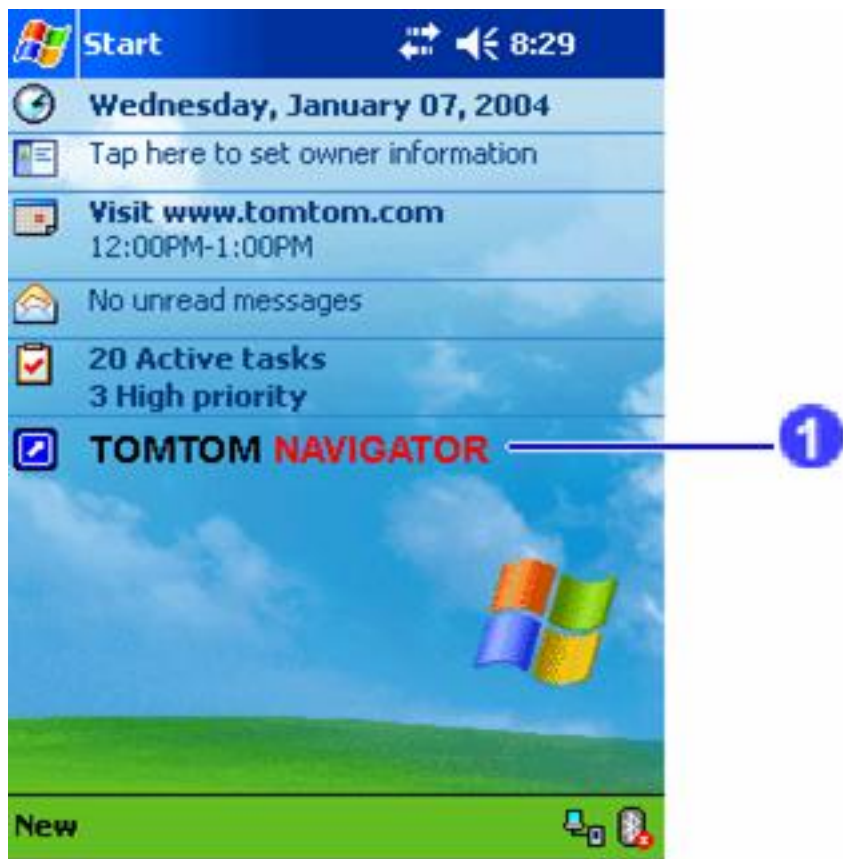 Start 8:29
Wednesday, January 07, 2004
Tap here to set owner information
Visit www.tomtom.com
12:00PM-1:00PM
No unread messages
20 Active tasks
3 High priority
TOMTOM NAVIGATOR 1
New